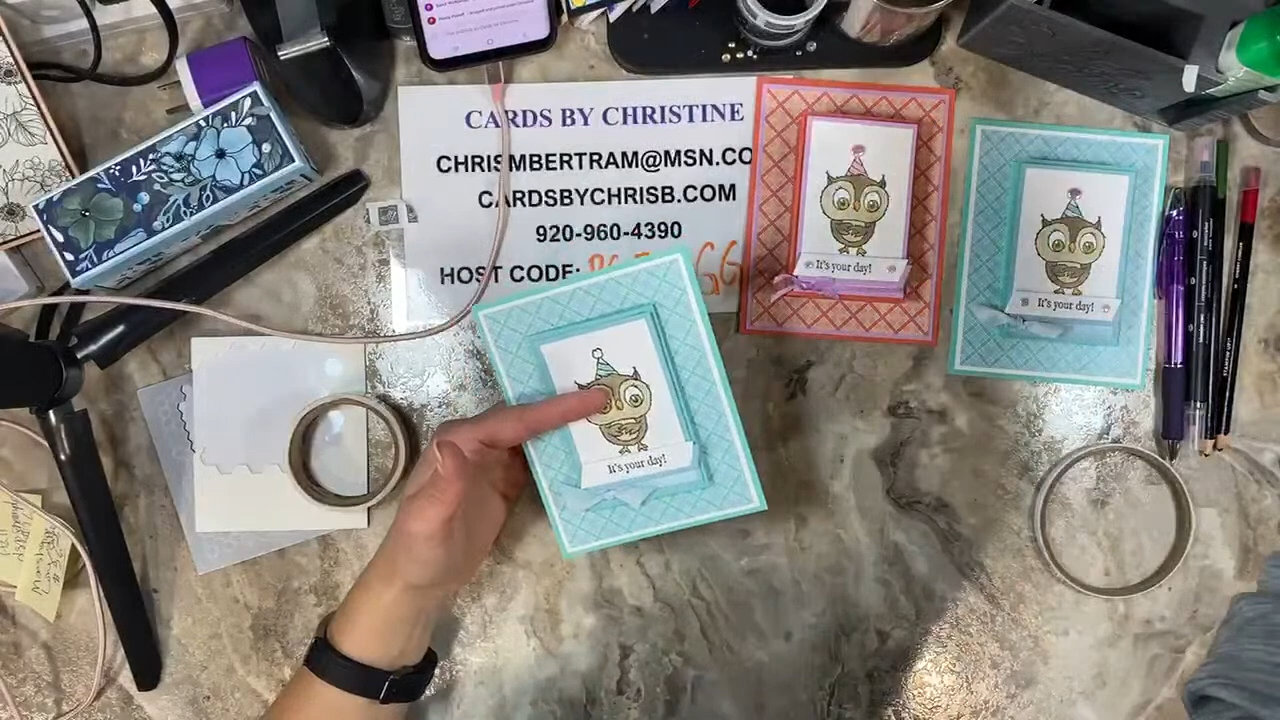 CARDS BY CHRISTINE
CHRISMBERTRAM@MSN.CO
CARDSBYCHRISB.COM
920-960-4390
HOST CODE:
It's your day!
It's your day!
It's your day!